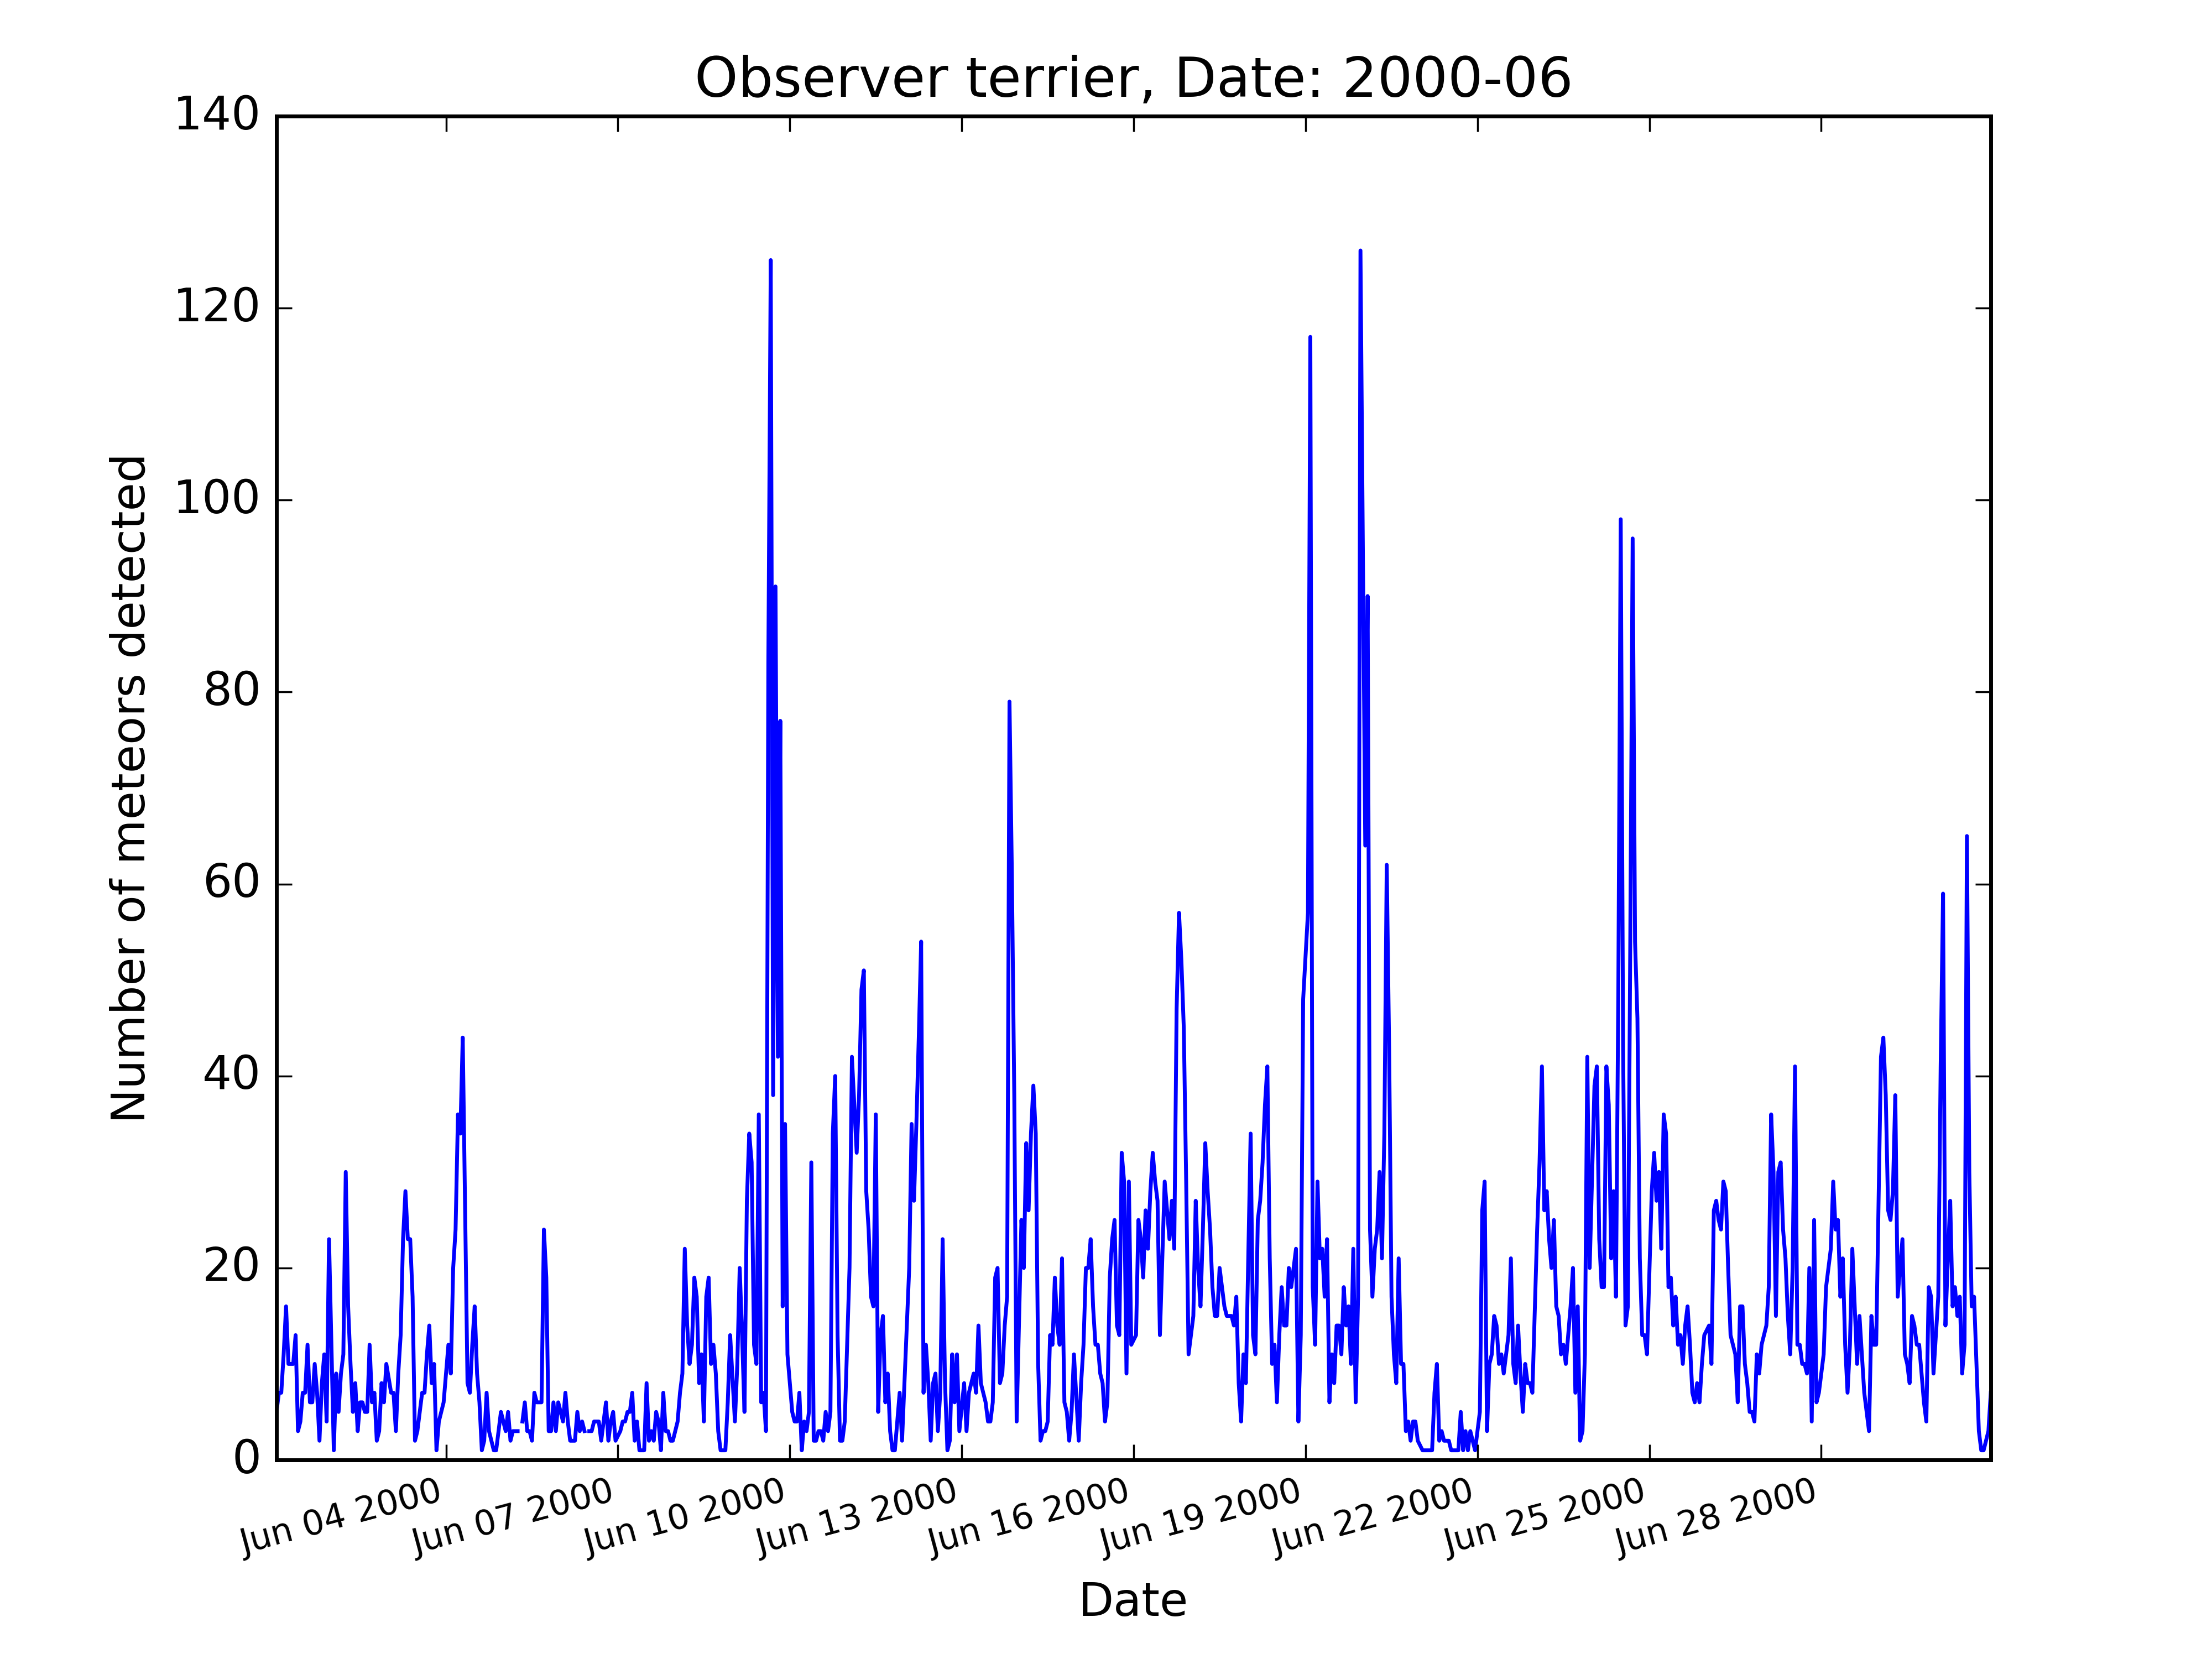 Observer terrier, Date: 2000-06
140
120
100
80
60
40
20
0
Number of meteors detected
Jun 04 2000
Jun 07 2000
Jun 10 2000
Jun 13 2000
Jun 16 2000
Jun 19 2000
Jun 22 2000
Jun 25 2000
Jun 28 2000
Date